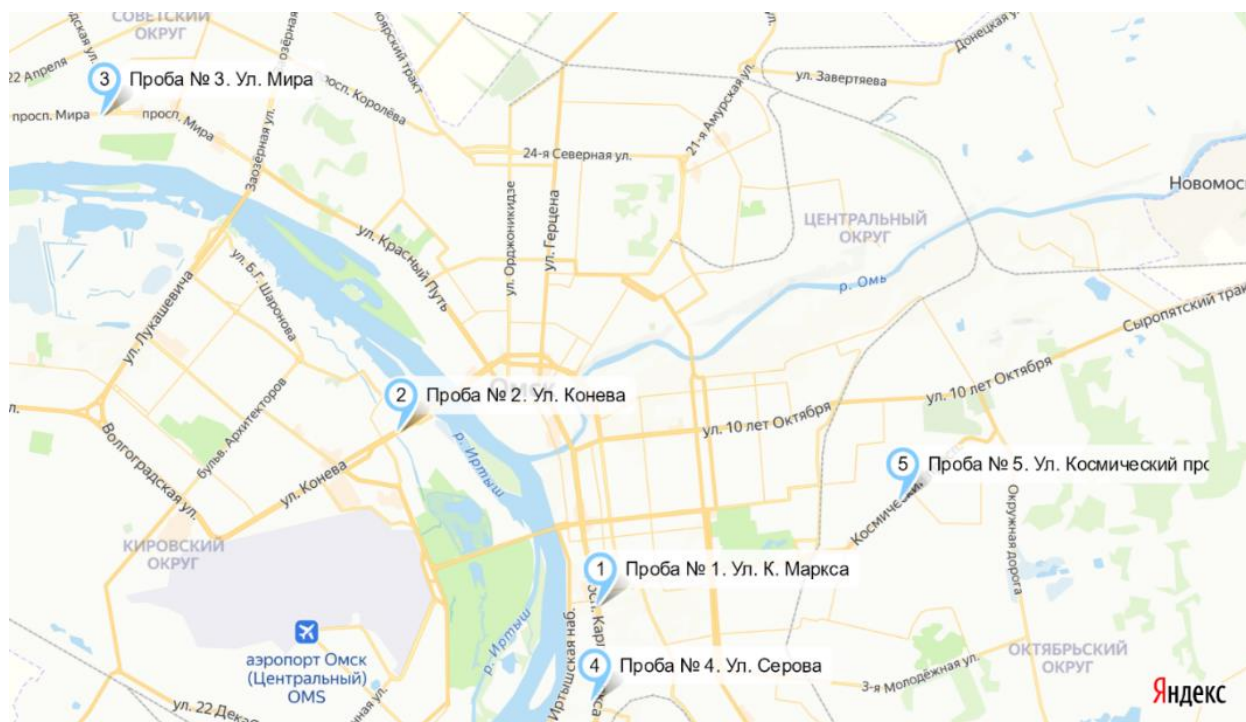 СОВЕТСКИЙ
ОКРУГ
22 Апреля
3 Проба № 3. Ул. Мира
просп. Мира
просп. Мира
просп. Королёва
Заозёрная ул.
24-я Северная ул.
21-я Амурская ул.
ул. Завертяева
Донецкая ул.
Новомос
ЦЕНТРАЛЬНЫЙ
ОКРУГ
ул. Орджоникидзе
ул. Герцена
ул. Красный Путь
ул. Б.Г. Шаронова
ул. Лукашевича
р. Омь
Сыропятский трак
Омск
2 Проба № 2. Ул. Конева
ул. 10 лет Октября
ул. 10 лет Октября
бульв. Архитекторов
Волгоградская ул.
ул. Конева
р. Иртыш
5 Проба № 5. Ул. Космический про
Космический
Окружная дорога
КИРОВСКИЙ
ОКРУГ
1 Проба № 1. Ул. К. Маркса
р. Иртыш
Иртышская наб.
аэропорт Омск
(Центральный)
OMS
4 Проба № 4. Ул. Серова
3-я Молодёжная ул.
ОКТЯБРЬСКИЙ
ОКРУГ
Яндекс